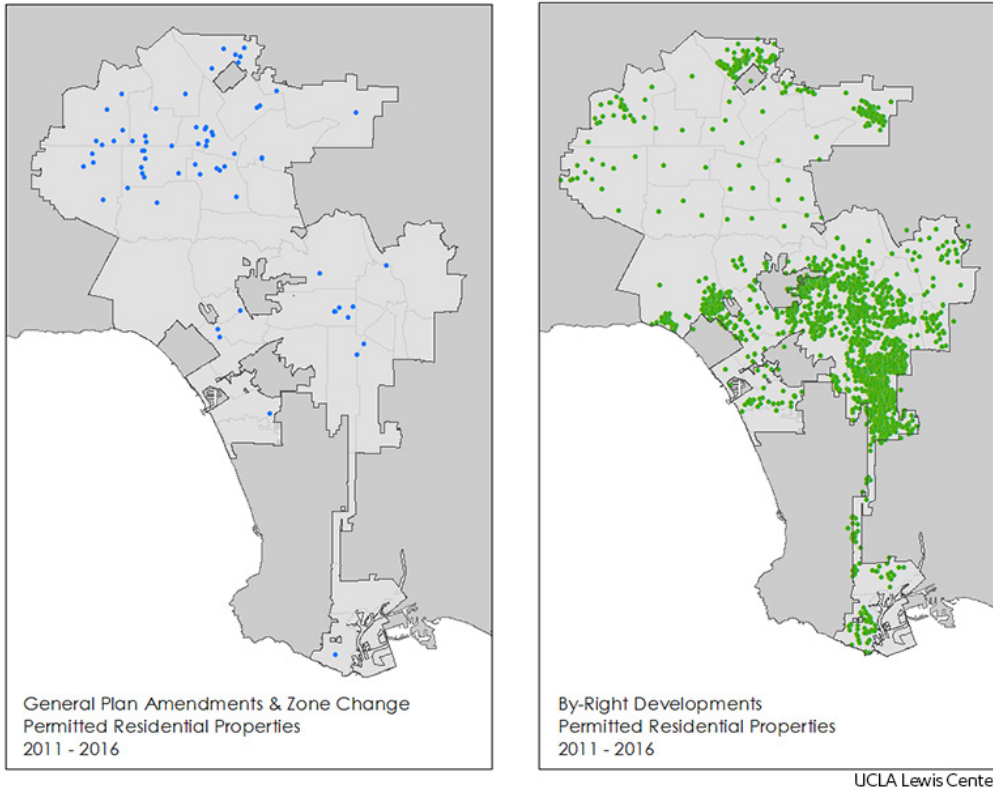 General Plan Amendments & Zone Change
Permitted Residential Properties
2011 - 2016
By-Right Developments
Permitted Residential Properties
2011 - 2016
UCLA Lewis Cente